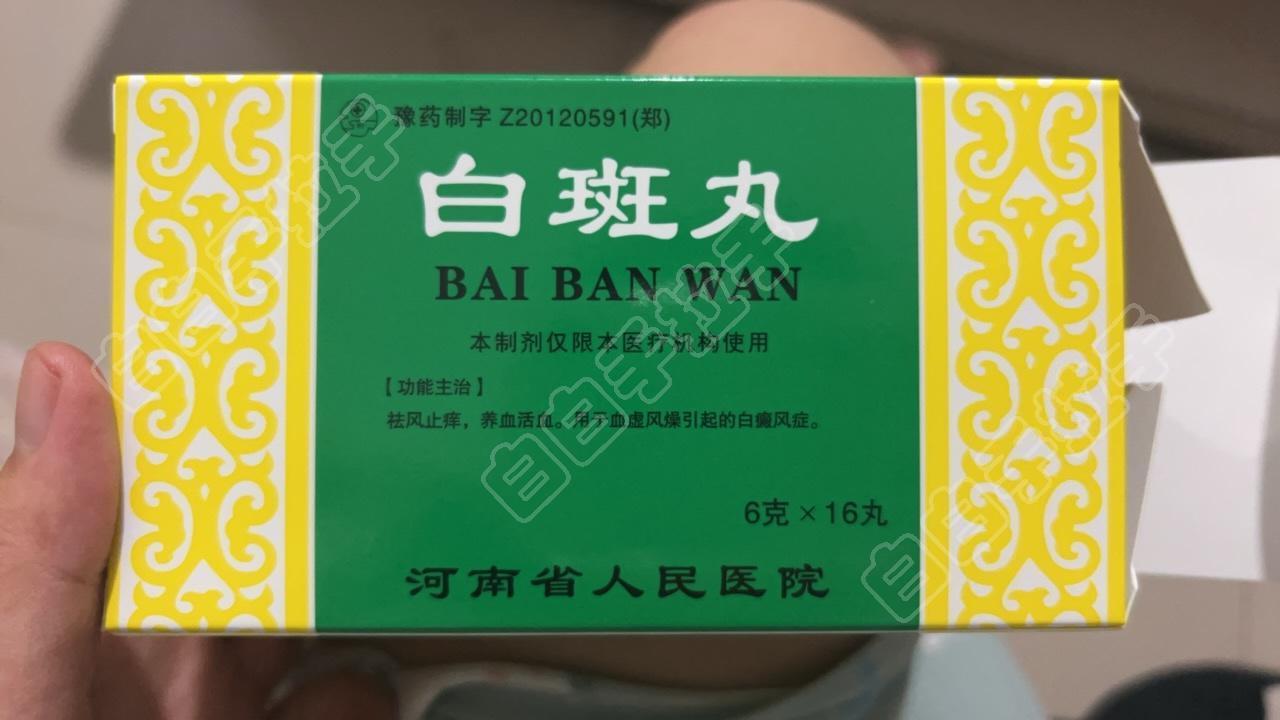 豫药制字 Z20120591(郑)
白斑丸
BAI BAN WAN
本制剂仅限本医疗机构使用
【功能主治】
祛风止痒，养血活血。用于血虚风燥引起的白癜风症。
6克×16丸
河南省人民医院